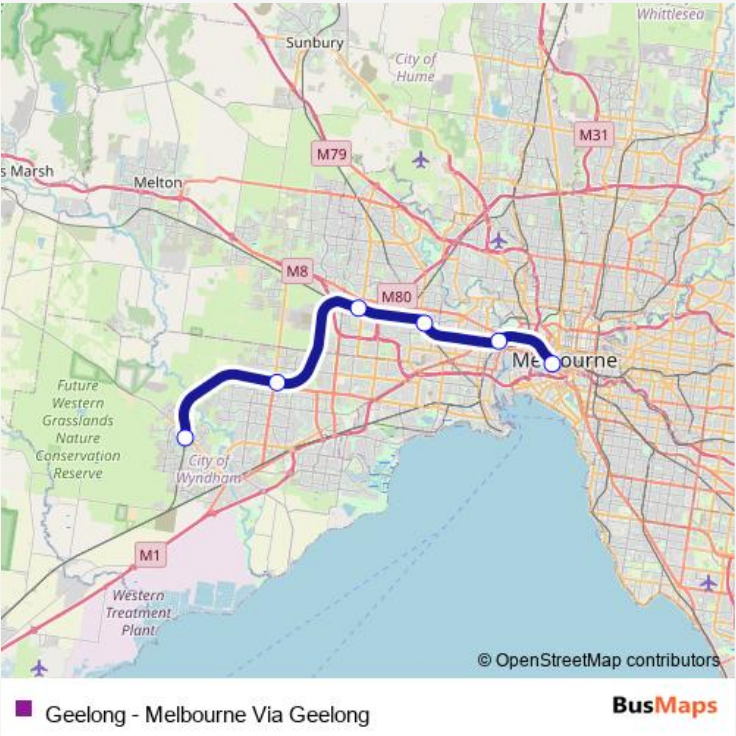 Whittlesea
Sunbury
City of
Hume
M31
M79
s Marsh
Melton
M8
M80
Melbourne
Future
Western
Grasslands
Nature
Conservation
Reserve
City of
Wyndham
M1
Western
Treatment
Plant
© OpenStreetMap contributors
Geelong - Melbourne Via Geelong
BusMaps